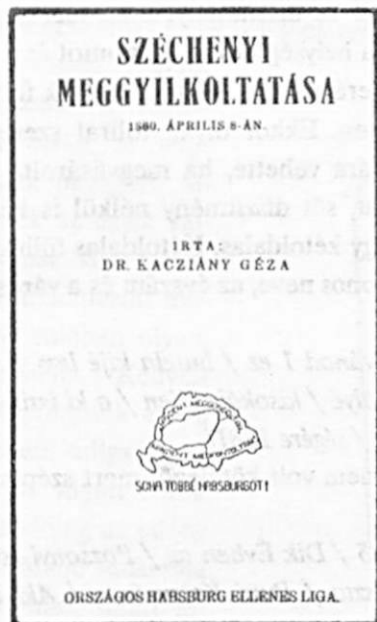 SZÉCHENYI
MEGGYILKOLTATÁSA
1860. ÁPRILIS 8-ÁN.
IRTA
DR. KACZIÁNY GÉZA
SOHA TÖBBÉ HABSBURGOT!
ORSZÁGOS HABSBURG ELLENES LIGA.